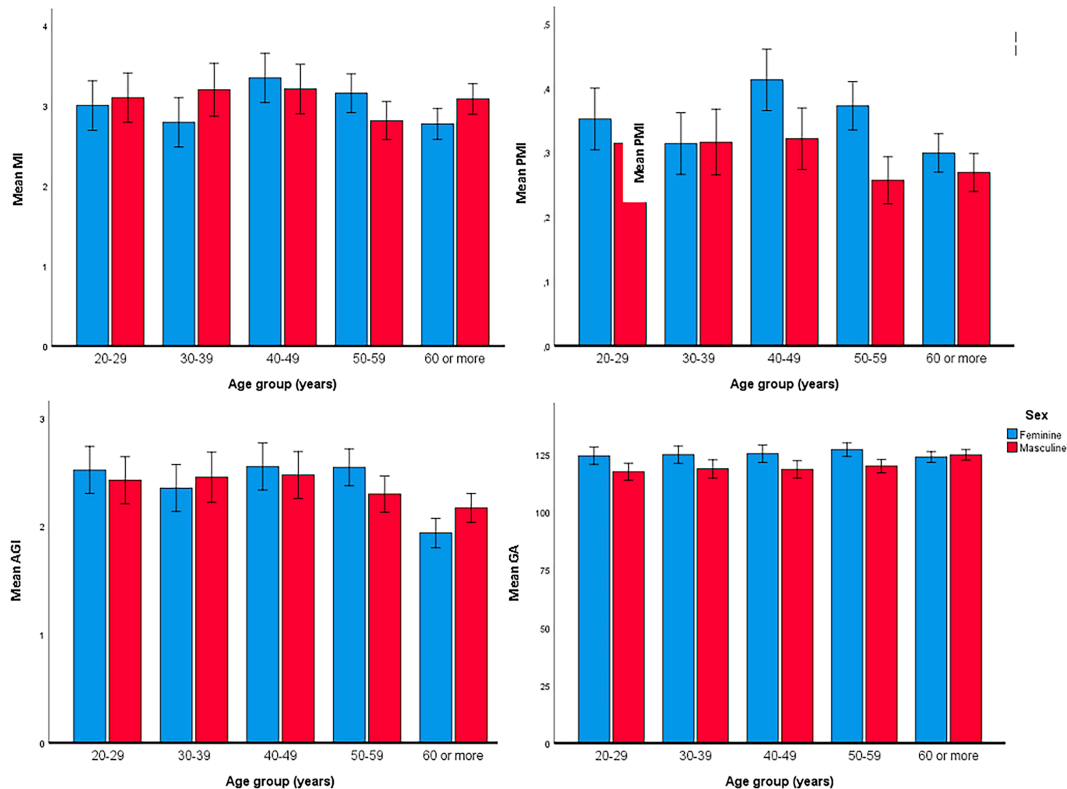 4
3
2
1
0
Mean MI
20-29 30-39 40-49 50-59 60 or more
Age group (years)
,5
,4
,3
,2
,1
,0
Mean PMI
Mean PMI
20-29 30-39 40-49 50-59 60 or more
Age group (years)
3
2
1
0
Mean AGI
20-29 30-39 40-49 50-59 60 or more
Age group (years)
125
100
75
50
25
0
Mean GA
20-29 30-39 40-49 50-59 60 or more
Age group (years)
Sex
Feminine
Masculine